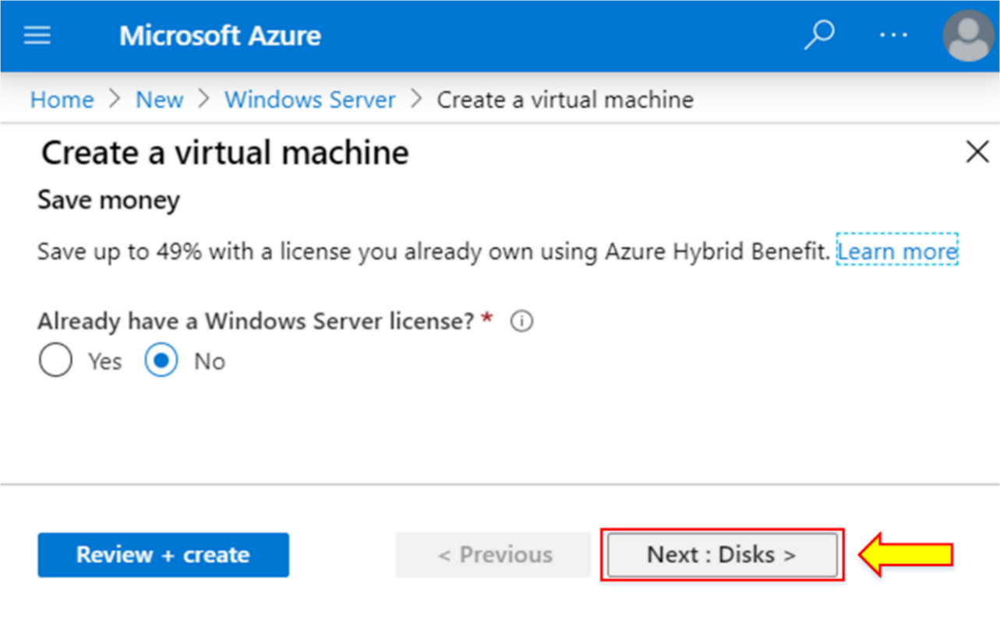 Microsoft Azure
Home > New > Windows Server > Create a virtual machine
Create a virtual machine
Save money
Save up to 49% with a license you already own using Azure Hybrid Benefit. Learn more
Already have a Windows Server license? *
Yes No
Review + create < Previous Next : Disks >